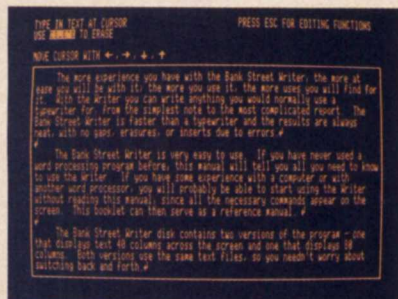 TYPE IN TEXT AT CURSOR
PRESS ESC FOR EDITING FUNCTIONS
USE TO ERASE
MOVE CURSOR WITH ←, →, ↓, ↑
The more experience you have with the Bank Street Writer, the more at
ease you will be with it; the more you use it, the more uses you will find for
it. With the Writer you can write anything you would normally use a
typewriter for, from the simplest note to the most complicated report. The
Bank Street Writer is faster than a typewriter and the results are always
neat, with no gaps, erasures, or inserts due to errors.
The Bank Street Writer is very easy to use. If you have never used a
word processing program before, this manual will tell you all you need to know
to use the Writer. If you have some experience with a computer or with
another word processor, you will probably be able to start using the Writer
without reading this manual, since all the necessary commands appear on the
screen. This booklet can then serve as a reference manual.
The Bank Street Writer disk contains two versions of the program - one
that displays text 40 columns across the screen and one that displays 80
columns. Both versions use the same text files, so you needn't worry about
switching back and forth.